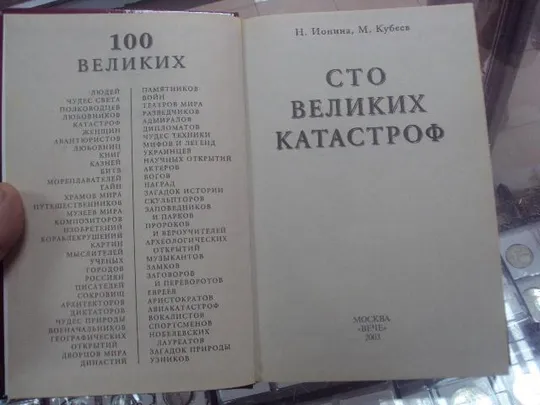 100
ВЕЛИКИХ
ЛЮДЕЙ
ЧУДЕС СВЕТА
ПОЛКОВОДЦЕВ
ЛЮБОВНИКОВ
КАТАСТРОФ
ЖЕНЩИН
АВАНТЮРИСТОВ
ЛЮБОВНИЦ
КНИГ
КАЗНЕЙ
БИТВ
МОРЕПЛАВАТЕЛЕЙ
ТАЙН
ХРАМОВ МИРА
ПУТЕШЕСТВЕННИКОВ
МУЗЕЕВ МИРА
КОМПОЗИТОРОВ
ИЗОБРЕТЕНИЙ
КОРАБЛЕКРУШЕНИЙ
КАРТИН
МЫСЛИТЕЛЕЙ
УЧЕНЫХ
ГОРОДОВ
РОССИЯН
ПИСАТЕЛЕЙ
СОКРОВИЩ
АРХИТЕКТОРОВ
ДИКТАТОРОВ
ЧУДЕС ПРИРОДЫ
ВОЕНАЧАЛЬНИКОВ
ГЕОГРАФИЧЕСКИХ
ОТКРЫТИЙ
ДВОРЦОВ МИРА
ДИНАСТИЙ
ПАМЯТНИКОВ
ВОЙН
ТЕАТРОВ МИРА
РАЗВЕДЧИКОВ
АДМИРАЛОВ
ДИПЛОМАТОВ
ЧУДЕС ТЕХНИКИ
МИФОВ И ЛЕГЕНД
УКРАИНЦЕВ
НАУЧНЫХ ОТКРЫТИЙ
АКТЕРОВ
БОГОВ
НАГРАД
ЗАГАДОК ИСТОРИИ
СКУЛЬПТОРОВ
ЗАПОВЕДНИКОВ
И ПАРКОВ
ПРОРОКОВ
И ВЕРОУЧИТЕЛЕЙ
АРХЕОЛОГИЧЕСКИХ
ОТКРЫТИЙ
МУЗЫКАНТОВ
ЗАМКОВ
ЗАГОВОРОВ
И ПЕРЕВОРОТОВ
ЕВРЕЕВ
АРИСТОКРАТОВ
АВИАКАТАСТРОФ
ВОКАЛИСТОВ
СПОРТСМЕНОВ
НОБЕЛЕВСКИХ
ЛАУРЕАТОВ
ЗАГАДОК ПРИРОДЫ
УЗНИКОВ
Н. Ионина, М. Кубеев
СТО
ВЕЛИКИХ
КАТАСТРОФ
МОСКВА
«ВЕЧЕ»
2003